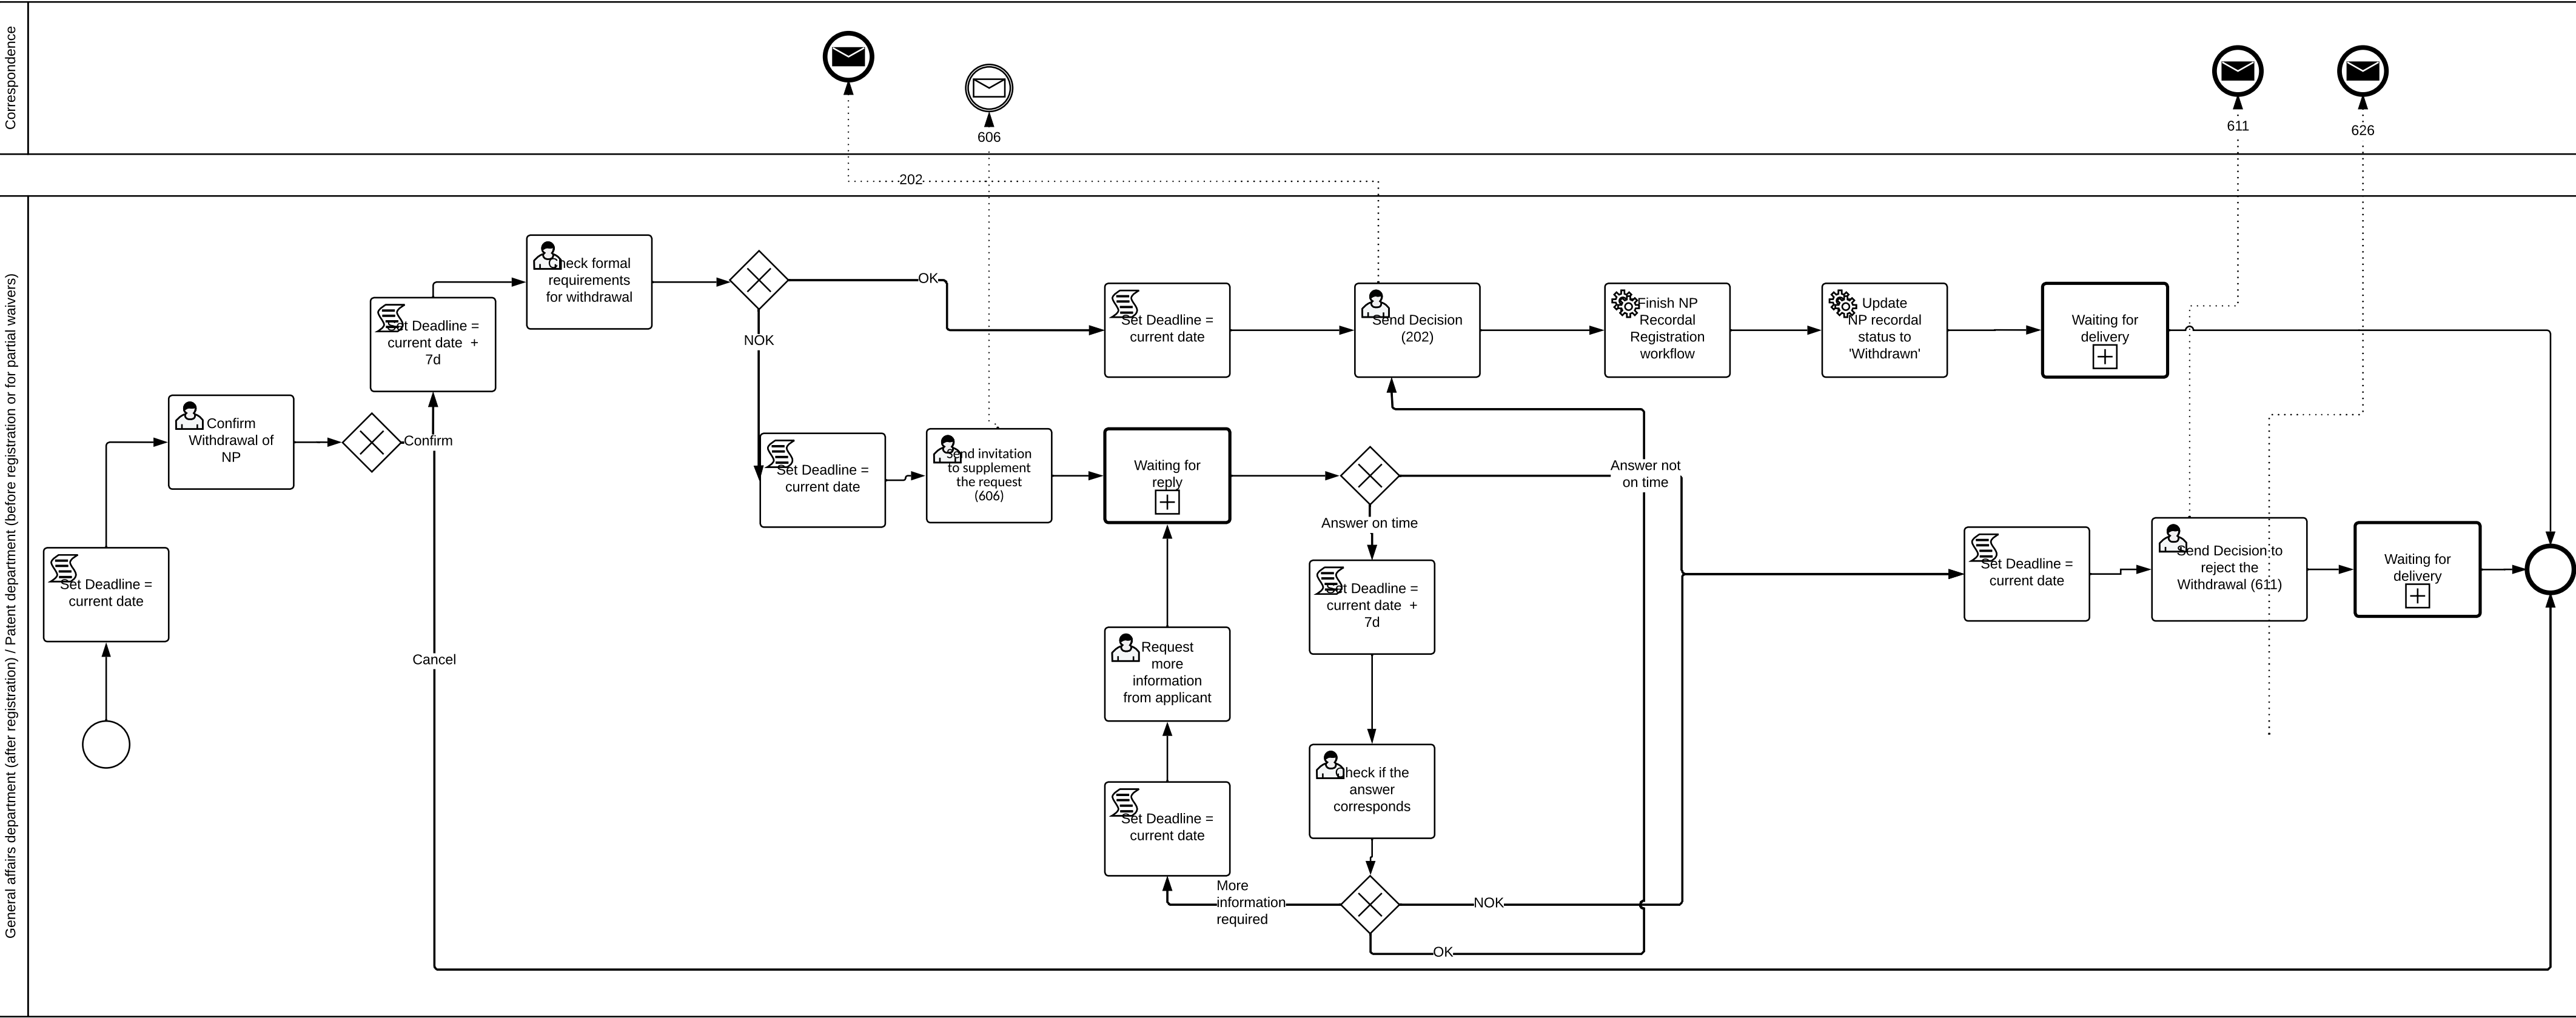 Correspondence
606
611
626
202
General affairs department (after registration) / Patent department (before registration or for partial waivers)
Check formal
requirements
for withdrawal
OK
NOK
Set Deadline =
current date +
7d
Set Deadline =
current date
Send Decision
(202)
Finish NP
Recordal
Registration
workflow
Update
NP recordal
status to
'Withdrawn'
Waiting for
delivery
Confirm
Withdrawal of
NP
Confirm
Set Deadline =
current date
Send invitation
to supplement
the request
(606)
Waiting for
reply
Answer not
on time
Answer on time
Set Deadline =
current date
Set Deadline =
current date +
7d
Set Deadline =
current date
Send Decision to
reject the
Withdrawal (611)
Waiting for
delivery
Cancel
Request
more
information
from applicant
Check if the
answer
corresponds
Set Deadline =
current date
More
information
required
NOK
OK